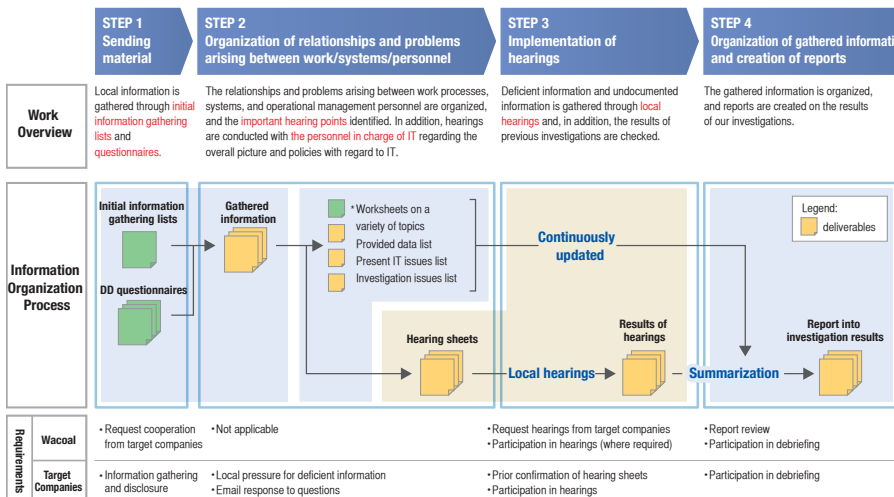 STEP 1
Sending
material
STEP 2
Organization of relationships and problems
arising between work/systems/personnel
STEP 3
Implementation of
hearings
STEP 4
Organization of gathered informati
and creation of reports
Work
Overview
Local information is
gathered through initial
information gathering
lists and
questionnaires.
The relationships and problems arising between work processes,
systems, and operational management personnel are organized,
and the important hearing points identified. In addition, hearings
are conducted with the personnel in charge of IT regarding the
overall picture and policies with regard to IT.
Deficient information and undocumented
information is gathered through local
hearings and, in addition, the results of
previous investigations are checked.
The gathered information is organized,
and reports are created on the results
of our investigations.
Information
Organization
Process
Initial information
gathering lists
DD questionnaires
Gathered
information
* Worksheets on a
variety of topics
Provided data list
Present IT issues list
Investigation issues list
Continuously
updated
Legend:
deliverables
Hearing sheets
Local hearings
Results of
hearings
Summarization
Report into
investigation results
Requirements
Wacoal
• Request cooperation
from target companies
• Not applicable
• Request hearings from target companies
• Participation in hearings (where required)
• Report review
• Participation in debriefing
Target
Companies
• Information gathering
and disclosure
• Local pressure for deficient information
• Email response to questions
• Prior confirmation of hearing sheets
• Participation in hearings
• Participation in debriefing